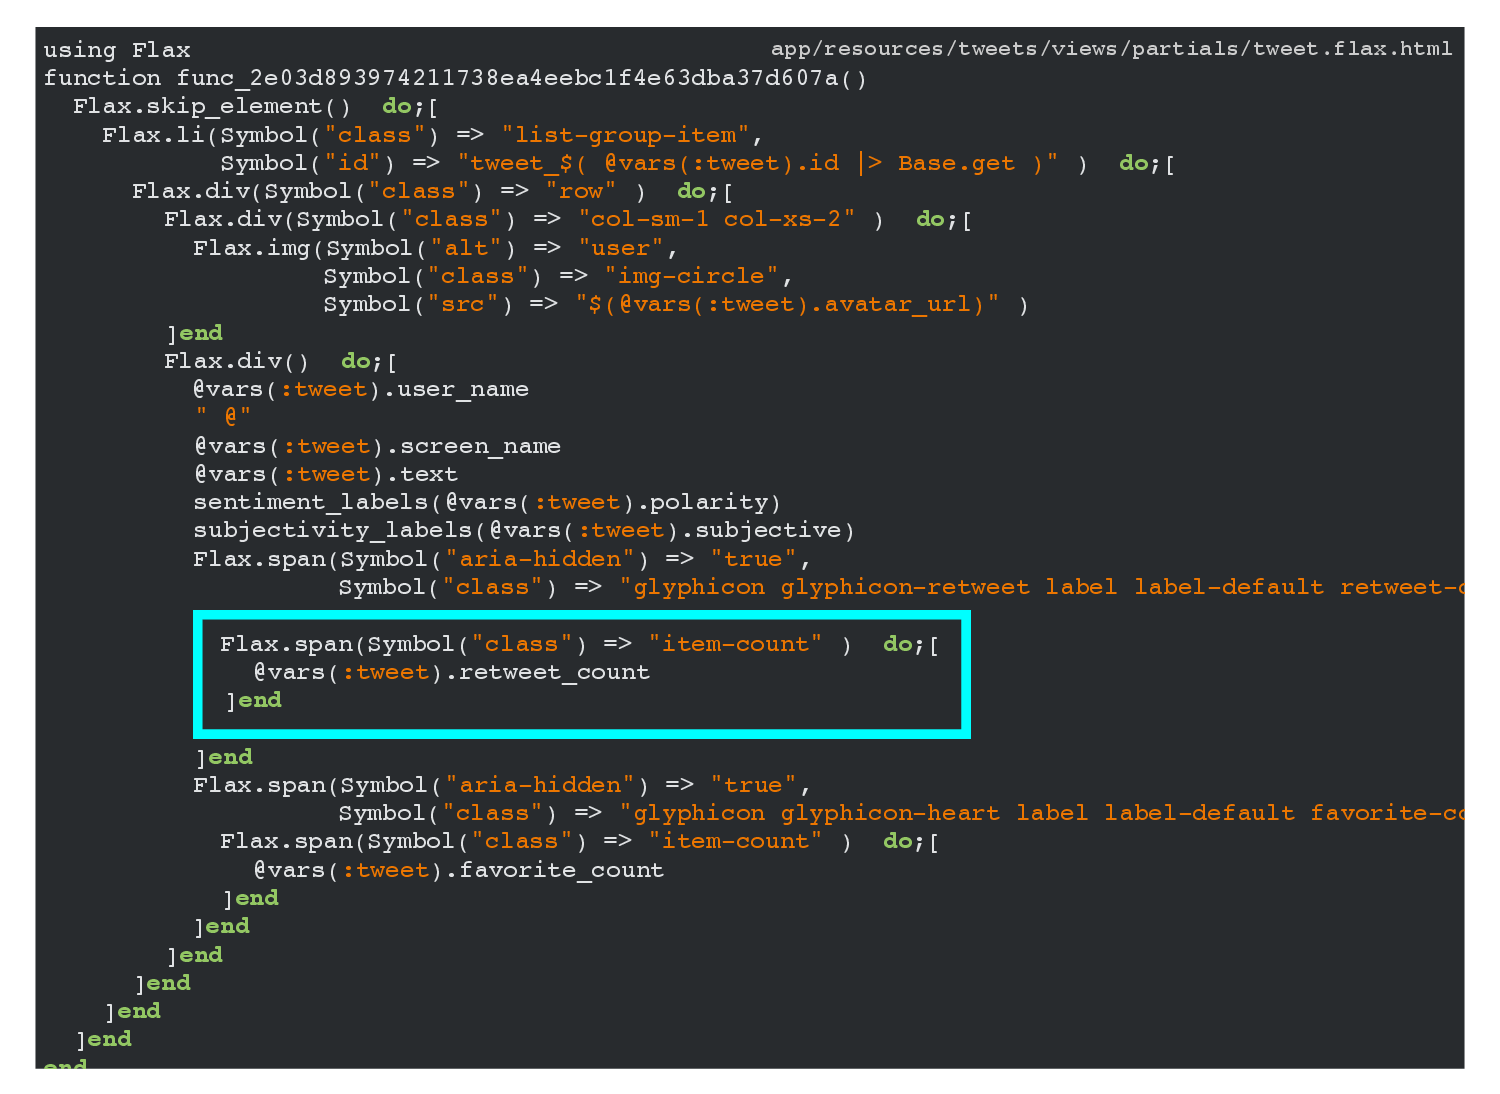 using Flax
app/resources/tweets/views/partials/tweet.flax.html
function func_2e03d893974211738ea4eebc1f4e63dba37d607a()
  Flax.skip_element()  do;[
    Flax.li(Symbol("class") => "list-group-item",
            Symbol("id") => "tweet_$( @vars(:tweet).id |> Base.get )" )  do;[
      Flax.div(Symbol("class") => "row" )  do;[
        Flax.div(Symbol("class") => "col-sm-1 col-xs-2" )  do;[
          Flax.img(Symbol("alt") => "user",
                   Symbol("class") => "img-circle",
                   Symbol("src") => "$(@vars(:tweet).avatar_url)" )
        ]end
        Flax.div()  do;[
          @vars(:tweet).user_name
          " @"
          @vars(:tweet).screen_name
          @vars(:tweet).text
          sentiment_labels(@vars(:tweet).polarity)
          subjectivity_labels(@vars(:tweet).subjective)
          Flax.span(Symbol("aria-hidden") => "true",
                    Symbol("class") => "glyphicon glyphicon-retweet label label-default retweet-c
            Flax.span(Symbol("class") => "item-count" )  do;[
              @vars(:tweet).retweet_count
            ]end
          ]end
          Flax.span(Symbol("aria-hidden") => "true",
                    Symbol("class") => "glyphicon glyphicon-heart label label-default favorite-co
            Flax.span(Symbol("class") => "item-count" )  do;[
              @vars(:tweet).favorite_count
            ]end
          ]end
        ]end
      ]end
    ]end
  ]end
end